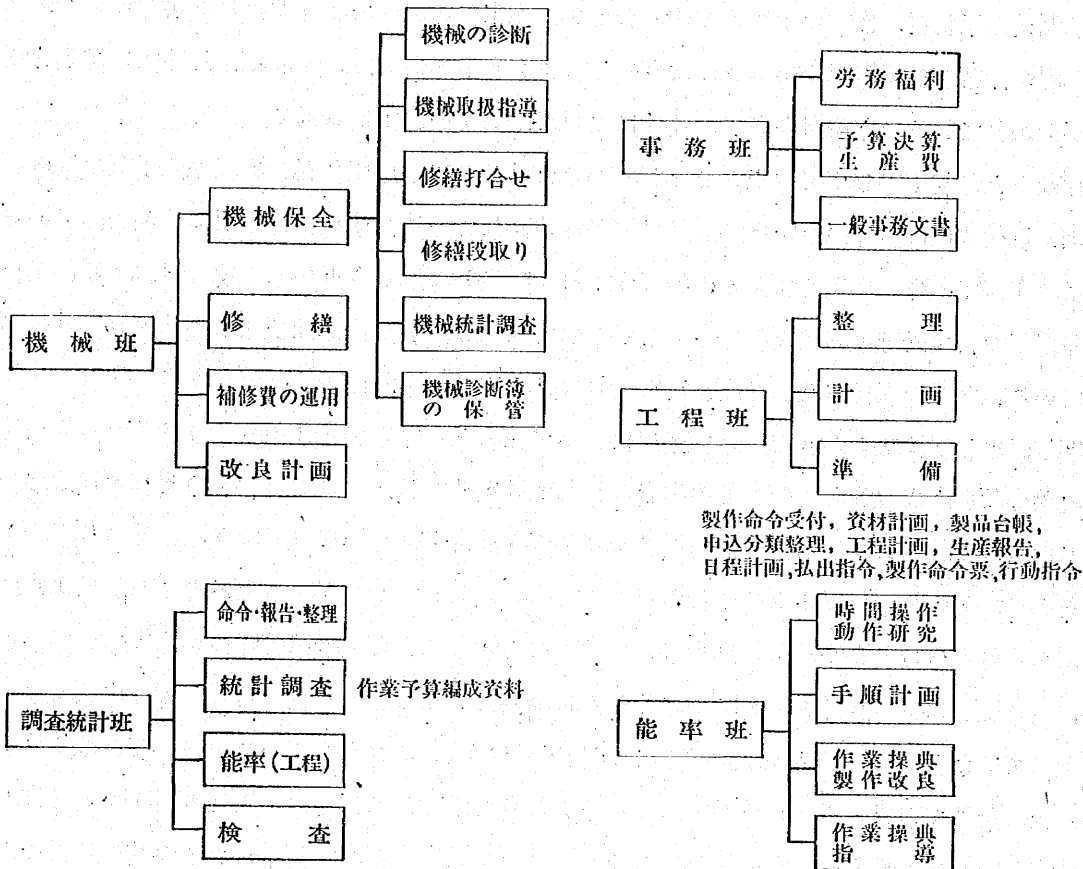 機械班
機械保全
修繕
補修費の運用
改良計画
機械の診断
機械取扱指導
修繕打合せ
修繕段取り
機械統計調査
機械診断簿
の保管
調査統計班
命令・報告・整理
統計調査
作業予算編成資料
能率(工程)
検査
事務班
労務福利
予算決算
生産費
一般事務文書
工程班
整理
計画
準備
製作命令受付,資材計画,製品台帳,
申込分類整理,工程計画,生産報告,
日程計画,払出指令,製作命令票,行動指令
能率班
時間操作
動作研究
手順計画
作業操典
製作改良
作業操典
指導